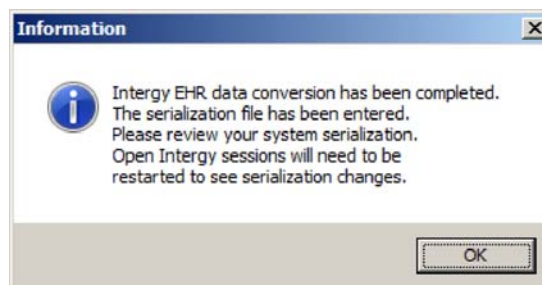 Information
Intergy EHR data conversion has been completed.
The serialization file has been entered.
Please review your system serialization.
Open Intergy sessions will need to be
restarted to see serialization changes.
OK